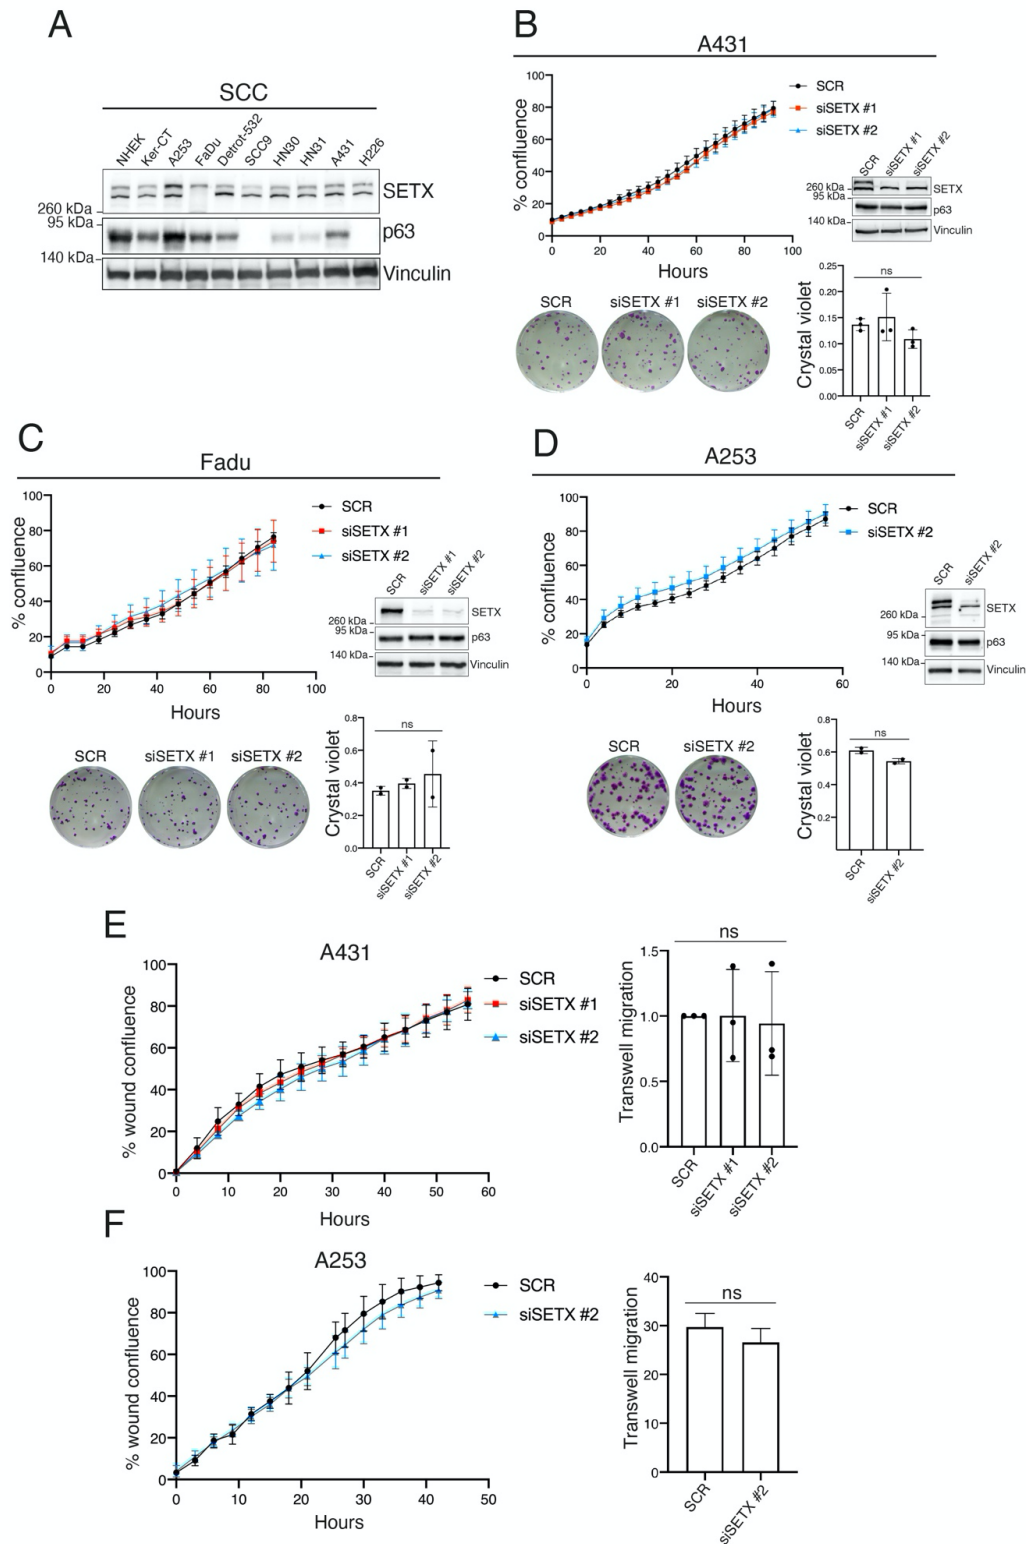 A
SCC
NHEK
Ker-CT
A253
FaDu
Detrot-532
SCC9
HN30
HN31
A431
H226
SETX
260 kDa
95 kDa
p63
140 kDa
Vinculin
B
A431
% confluence
100
80
60
40
20
0
0 20 40 60 80 100
Hours
SCR
siSETX #1
siSETX #2
SCR
siSETX #1
siSETX #2
260 kDa
SETX
95 kDa
p63
140 kDa
Vinculin
SCR siSETX #1 siSETX #2
Crystal violet
0.25
0.20
0.15
0.10
0.05
0.00
ns
SCR
siSETX #1
siSETX #2
C
Fadu
% confluence
100
80
60
40
20
0
0 20 40 60 80 100
Hours
SCR
siSETX #1
siSETX #2
SCR
siSETX #1
siSETX #2
SETX
260 kDa
95 kDa
p63
140 kDa
Vinculin
SCR siSETX #1 siSETX #2
Crystal violet
0.8
0.6
0.4
0.2
0.0
ns
SCR
siSETX #1
siSETX #2
D
A253
% confluence
100
80
60
40
20
0
0 20 40 60
Hours
SCR
siSETX #2
SCR
siSETX #2
SETX
260 kDa
95 kDa
p63
140 kDa
Vinculin
SCR siSETX #2
Crystal violet
0.8
0.6
0.4
0.2
ns
SCR
siSETX #2
E
A431
% wound confluence
100
80
60
40
20
0
0 10 20 30 40 50 60
Hours
SCR
siSETX #1
siSETX #2
Transwell migration
1.5
1.0
0.5
0.0
ns
SCR
siSETX #1
siSETX #2
F
A253
% wound confluence
100
80
60
40
20
0
0 10 20 30 40 50
Hours
SCR
siSETX #2
Transwell migration
40
30
20
10
0
ns
SCR
siSETX #2